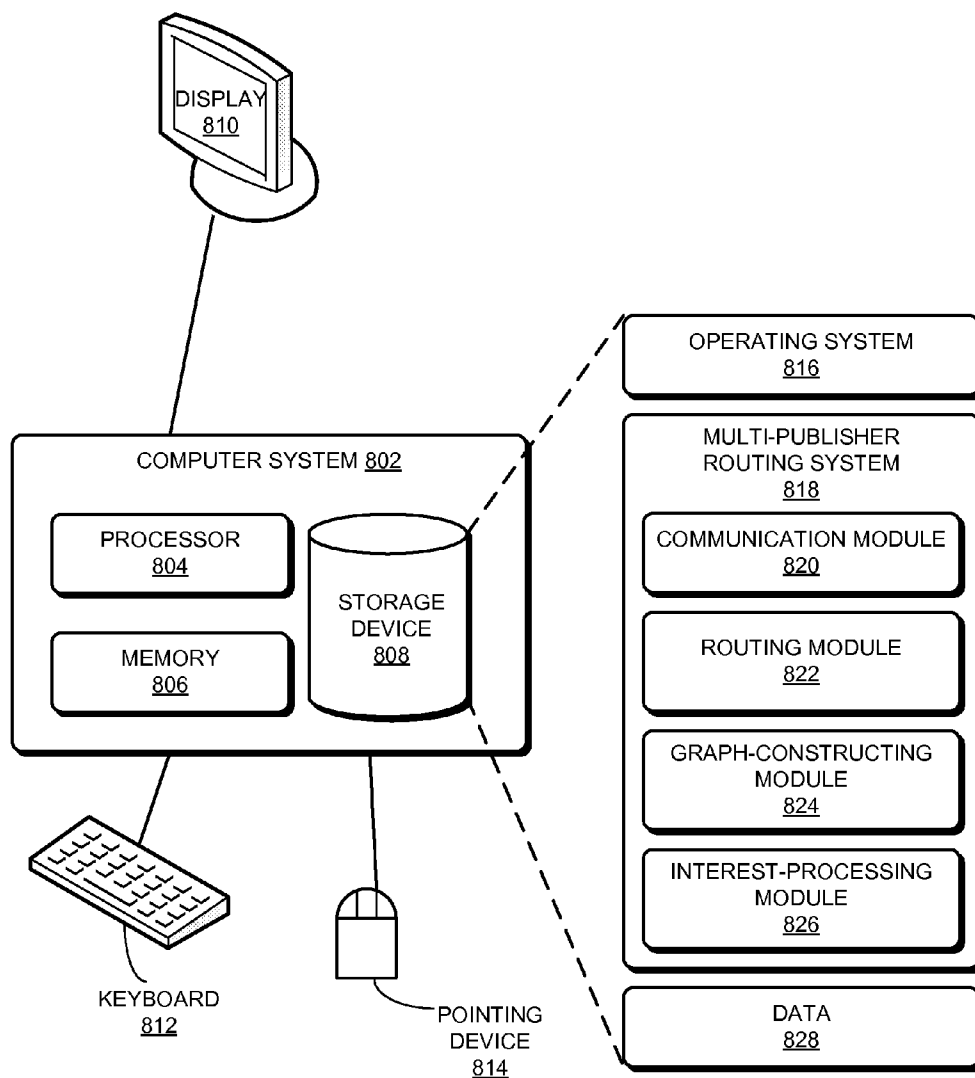 DISPLAY
810
COMPUTER SYSTEM 802
PROCESSOR
804
MEMORY
806
STORAGE
DEVICE
808
KEYBOARD
812
POINTING
DEVICE
814
OPERATING SYSTEM
816
MULTI-PUBLISHER
ROUTING SYSTEM
818
COMMUNICATION MODULE
820
ROUTING MODULE
822
GRAPH-CONSTRUCTING
MODULE
824
INTEREST-PROCESSING
MODULE
826
DATA
828